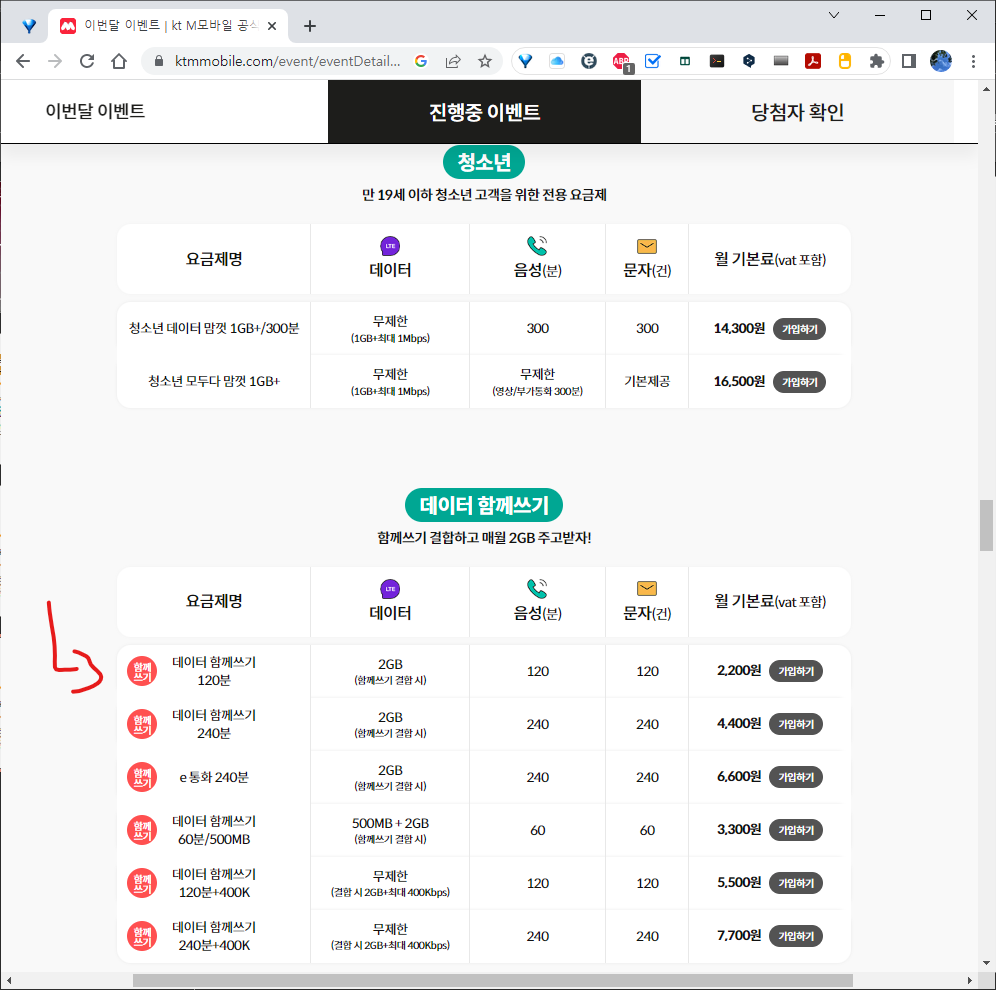 이번달 이벤트 | kt M모바일 공식
ktmmobile.com/event/eventDetail...
ABP
1
이번달 이벤트
진행중 이벤트
당첨자 확인
청소년
만 19세 이하 청소년 고객을 위한 전용 요금제
요금제명
LTE
데이터
음성(분)
문자(건)
월 기본료(vat 포함)
청소년 데이터 맘껏 1GB+/300분
무제한
(1GB+최대 1Mbps)
300
300
14,300원 가입하기
청소년 모두다 맘껏 1GB+
무제한
(1GB+최대 1Mbps)
무제한
(영상/부가통화 300분)
기본제공
16,500원 가입하기
데이터 함께쓰기
함께쓰기 결합하고 매월 2GB 주고받자!
요금제명
LTE
데이터
음성(분)
문자(건)
월 기본료(vat 포함)
함께
쓰기
데이터 함께쓰기
120분
2GB
(함께쓰기 결합 시)
120
120
2,200원 가입하기
함께
쓰기
데이터 함께쓰기
240분
2GB
(함께쓰기 결합 시)
240
240
4,400원 가입하기
함께
쓰기
e 통화 240분
2GB
(함께쓰기 결합 시)
240
240
6,600원 가입하기
함께
쓰기
데이터 함께쓰기
60분/500MB
500MB + 2GB
(함께쓰기 결합 시)
60
60
3,300원 가입하기
함께
쓰기
데이터 함께쓰기
120분+400K
무제한
(결합 시 2GB+최대 400Kbps)
120
120
5,500원 가입하기
함께
쓰기
데이터 함께쓰기
240분+400K
무제한
(결합 시 2GB+최대 400Kbps)
240
240
7,700원 가입하기